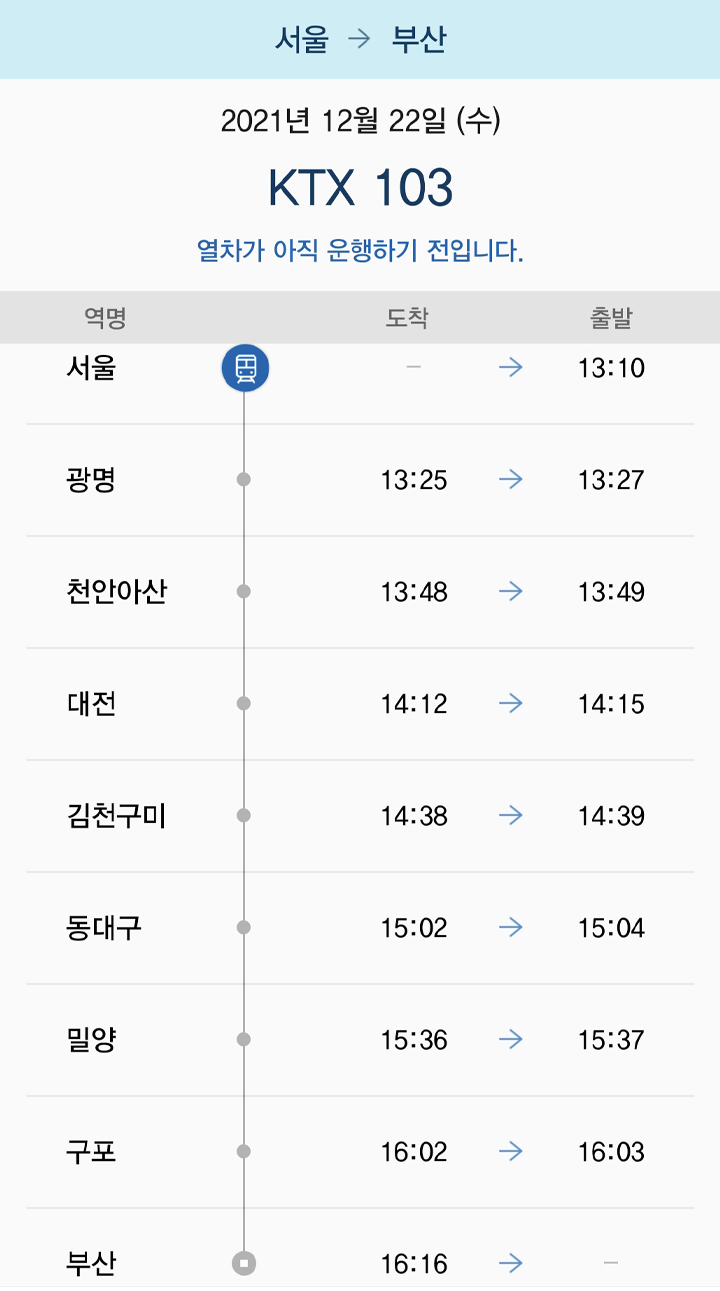 서울 → 부산
2021년 12월 22일 (수)
KTX 103
열차가 아직 운행하기 전입니다.
역명 도착 출발
서울 – → 13:10
광명 13:25 → 13:27
천안아산 13:48 → 13:49
대전 14:12 → 14:15
김천구미 14:38 → 14:39
동대구 15:02 → 15:04
밀양 15:36 → 15:37
구포 16:02 → 16:03
부산 16:16 → –